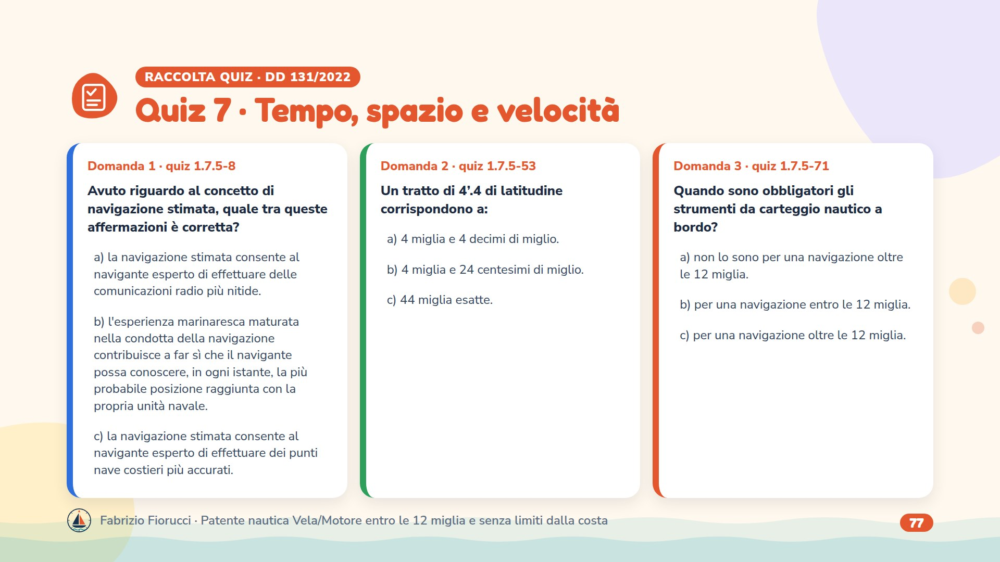 RACCOLTA QUIZ · DD 131/2022
Quiz 7 · Tempo, spazio e velocità
Domanda 1 · quiz 1.7.5-8
Avuto riguardo al concetto di
navigazione stimata, quale tra queste
affermazioni è corretta?
a) la navigazione stimata consente al
navigante esperto di effettuare delle
comunicazioni radio più nitide.
b) l'esperienza marinaresca maturata
nella condotta della navigazione
contribuisce a far sì che il navigante
possa conoscere, in ogni istante, la più
probabile posizione raggiunta con la
propria unità navale.
c) la navigazione stimata consente al
navigante esperto di effettuare dei punti
nave costieri più accurati.
Domanda 2 · quiz 1.7.5-53
Un tratto di 4’.4 di latitudine
corrispondono a:
a) 4 miglia e 4 decimi di miglio.
b) 4 miglia e 24 centesimi di miglio.
c) 44 miglia esatte.
Domanda 3 · quiz 1.7.5-71
Quando sono obbligatori gli
strumenti da carteggio nautico a
bordo?
a) non lo sono per una navigazione oltre
le 12 miglia.
b) per una navigazione entro le 12 miglia.
c) per una navigazione oltre le 12 miglia.
Fabrizio Fiorucci · Patente nautica Vela/Motore entro le 12 miglia e senza limiti dalla costa
77